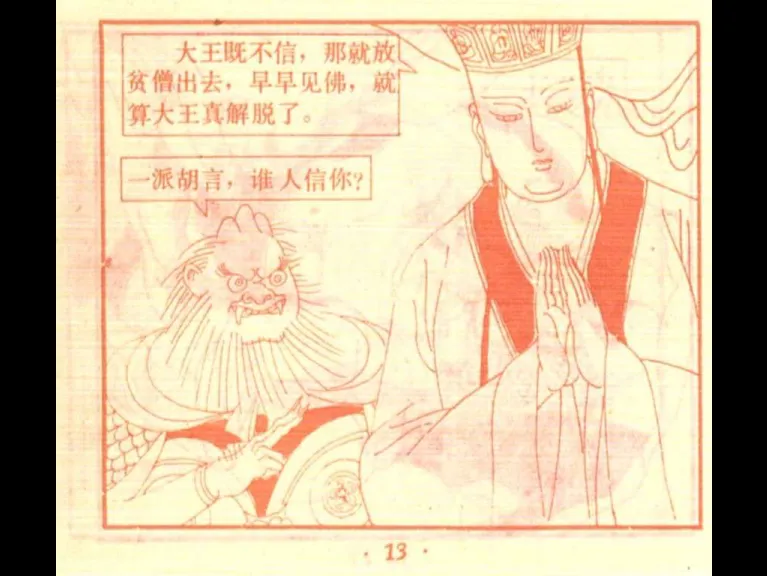 大王既不信，那就放
贫僧出去，早早见佛，就
算大王真解脱了。
一派胡言，谁人信你？
· 13 ·